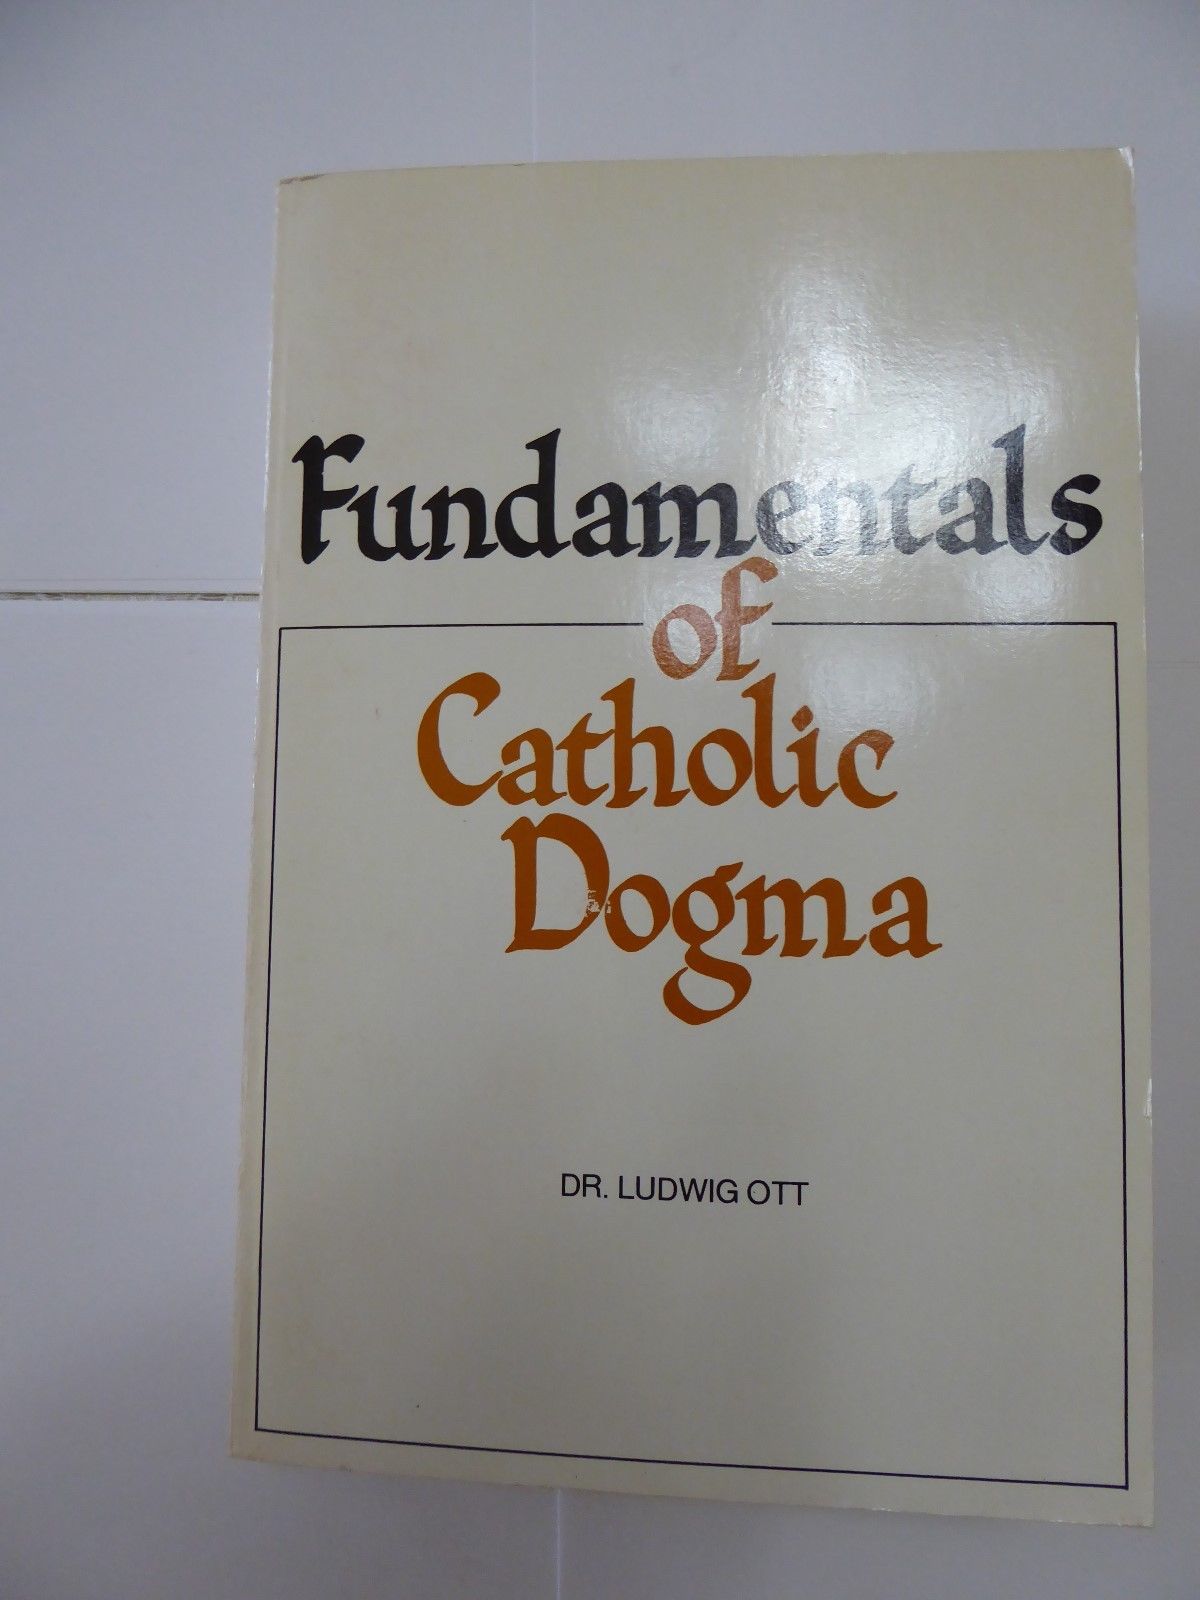 Fundamentals
of
Catholic
Dogma
DR. LUDWIG OTT